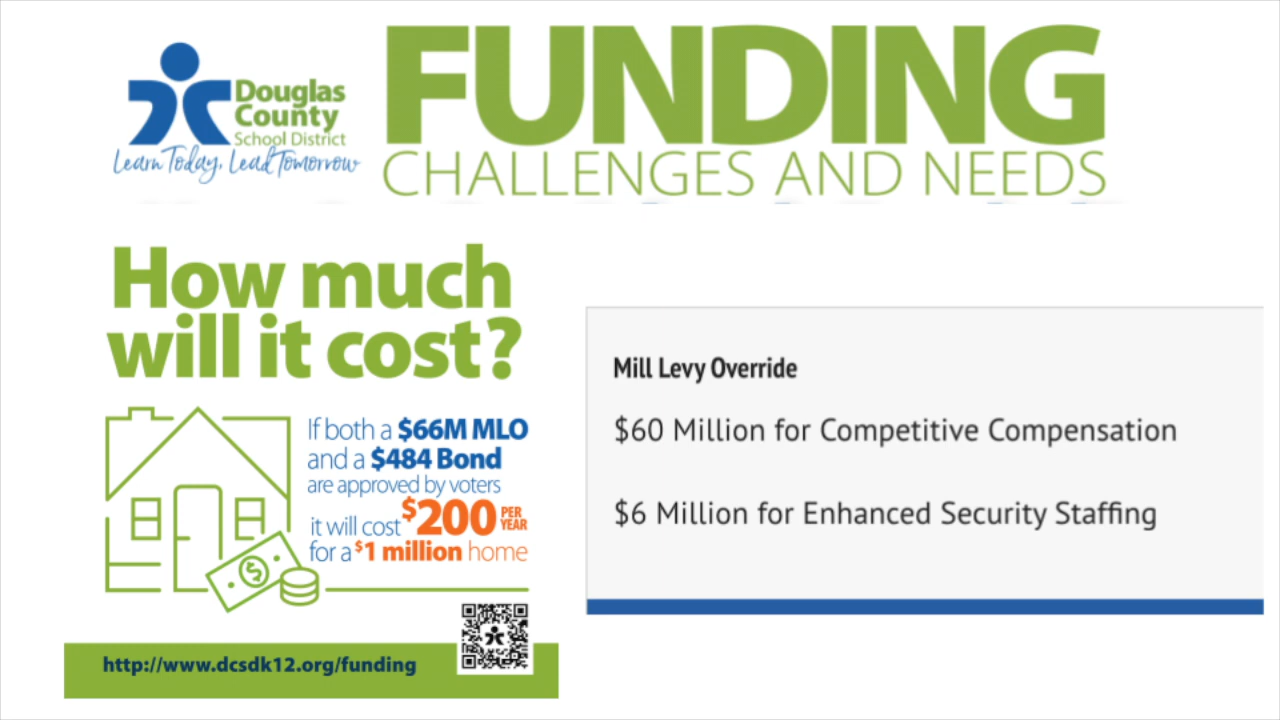 Douglas
County
School District
Learn Today, Lead Tomorrow
FUNDING
CHALLENGES AND NEEDS
How much
will it cost?
If both a $66M MLO
and a $484 Bond
are approved by voters
it will cost $200 PER YEAR
for a $1 million home
http://www.dcsdk12.org/funding
Mill Levy Override
$60 Million for Competitive Compensation
$6 Million for Enhanced Security Staffing